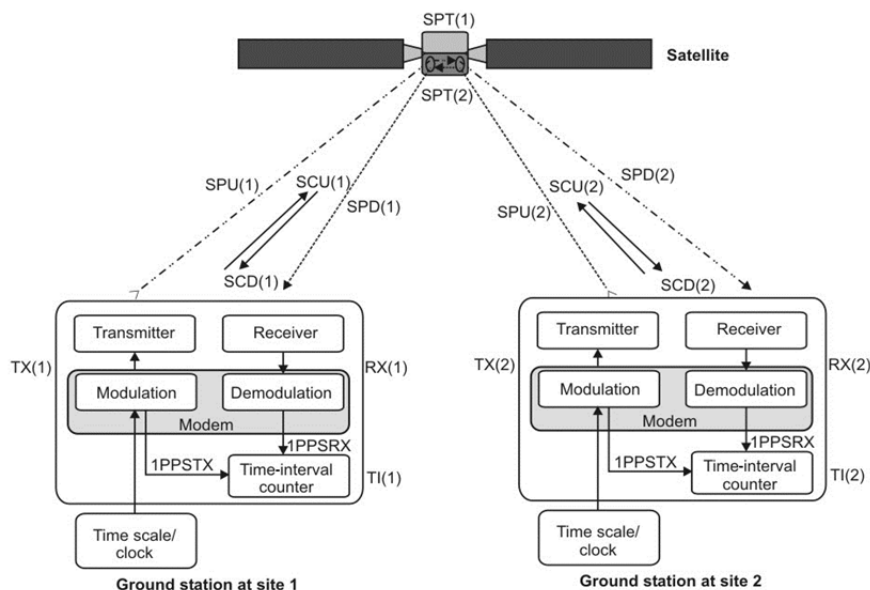 SPT(1)
Satellite
SPT(2)
SPU(1)
SCU(1)
SPD(1)
SCD(1)
SPU(2)
SCU(2)
SPD(2)
SCD(2)
Transmitter
Receiver
TX(1)
RX(1)
Modulation
Demodulation
Modem
1PPSRX
1PPSTX
Time-interval
counter
TI(1)
Time scale/
clock
Ground station at site 1
Transmitter
Receiver
TX(2)
RX(2)
Modulation
Demodulation
Modem
1PPSRX
1PPSTX
Time-interval
counter
TI(2)
Time scale/
clock
Ground station at site 2